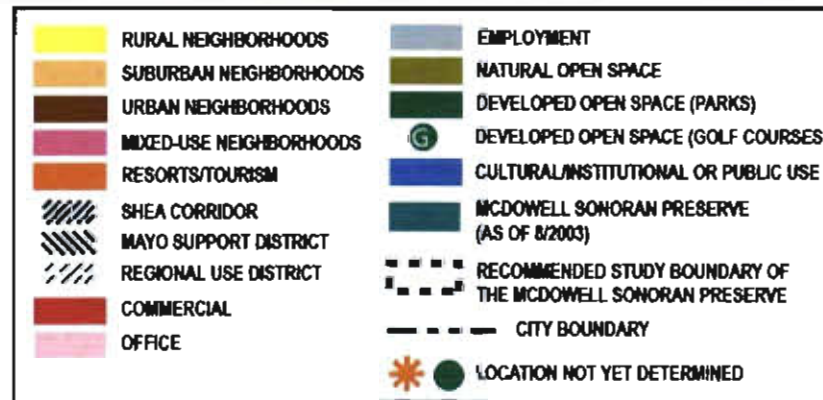 RURAL NEIGHBORHOODS
SUBURBAN NEIGHBORHOODS
URBAN NEIGHBORHOODS
MIXED-USE NEIGHBORHOODS
RESORTS/TOURISM
SHEA CORRIDOR
MAYO SUPPORT DISTRICT
REGIONAL USE DISTRICT
COMMERCIAL
OFFICE
EMPLOYMENT
NATURAL OPEN SPACE
DEVELOPED OPEN SPACE (PARKS)
G DEVELOPED OPEN SPACE (GOLF COURSES
CULTURAL/INSTITUTIONAL OR PUBLIC USE
MCDOWELL SONORAN PRESERVE
(AS OF 8/2003)
RECOMMENDED STUDY BOUNDARY OF
THE MCDOWELL SONORAN PRESERVE
CITY BOUNDARY
LOCATION NOT YET DETERMINED